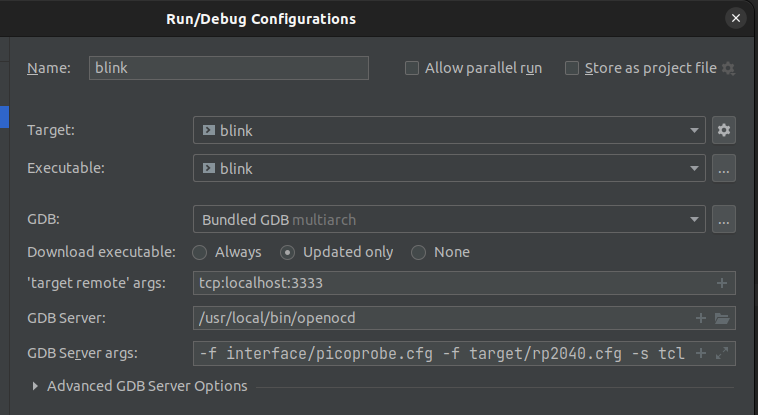 Run/Debug Configurations
Name: blink Allow parallel run Store as project file
Target: blink
Executable: blink ...
GDB: Bundled GDB multiarch ...
Download executable: Always Updated only None
'target remote' args: tcp:localhost:3333
GDB Server: /usr/local/bin/openocd
GDB Server args: -f interface/picoprobe.cfg -f target/rp2040.cfg -s tcl
Advanced GDB Server Options